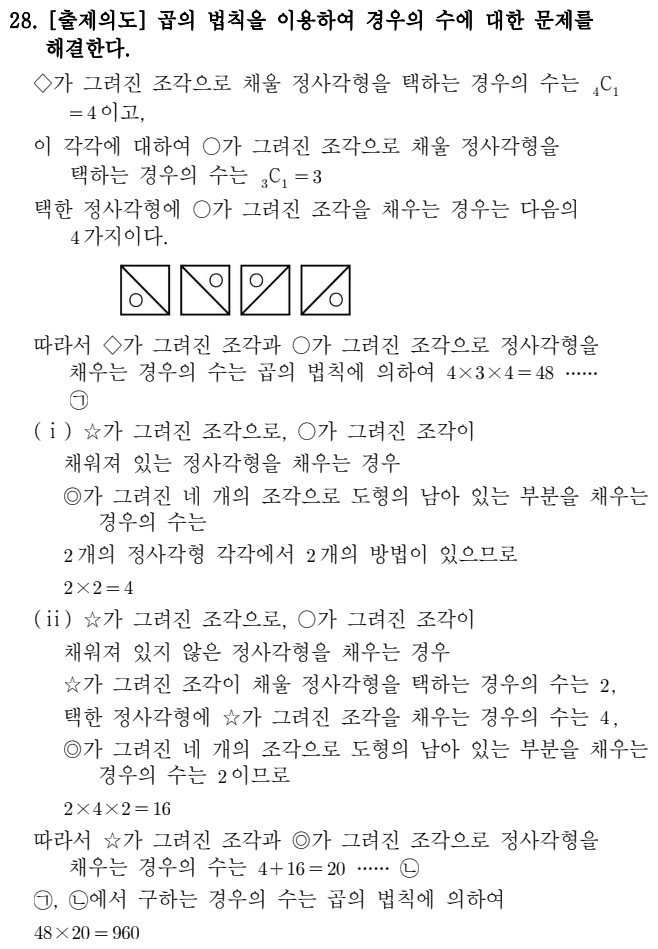 28. [출제의도] 곱의 법칙을 이용하여 경우의 수에 대한 문제를
해결한다.
◇가 그려진 조각으로 채울 정사각형을 택하는 경우의 수는 ₄C₁
= 4 이고,
이 각각에 대하여 ○가 그려진 조각으로 채울 정사각형을
택하는 경우의 수는 ₃C₁ = 3
택한 정사각형에 ○가 그려진 조각을 채우는 경우는 다음의
4 가지이다.
따라서 ◇가 그려진 조각과 ○가 그려진 조각으로 정사각형을
채우는 경우의 수는 곱의 법칙에 의하여 4×3×4 = 48 ……
㉠
(ⅰ) ☆가 그려진 조각으로, ○가 그려진 조각이
채워져 있는 정사각형을 채우는 경우
◎가 그려진 네 개의 조각으로 도형의 남아 있는 부분을 채우는
경우의 수는
2 개의 정사각형 각각에서 2 개의 방법이 있으므로
2×2 = 4
(ⅱ) ☆가 그려진 조각으로, ○가 그려진 조각이
채워져 있지 않은 정사각형을 채우는 경우
☆가 그려진 조각이 채울 정사각형을 택하는 경우의 수는 2,
택한 정사각형에 ☆가 그려진 조각을 채우는 경우의 수는 4,
◎가 그려진 네 개의 조각으로 도형의 남아 있는 부분을 채우는
경우의 수는 2 이므로
2×4×2 = 16
따라서 ☆가 그려진 조각과 ◎가 그려진 조각으로 정사각형을
채우는 경우의 수는 4+16 = 20 …… ㉡
㉠, ㉡에서 구하는 경우의 수는 곱의 법칙에 의하여
48×20 = 960